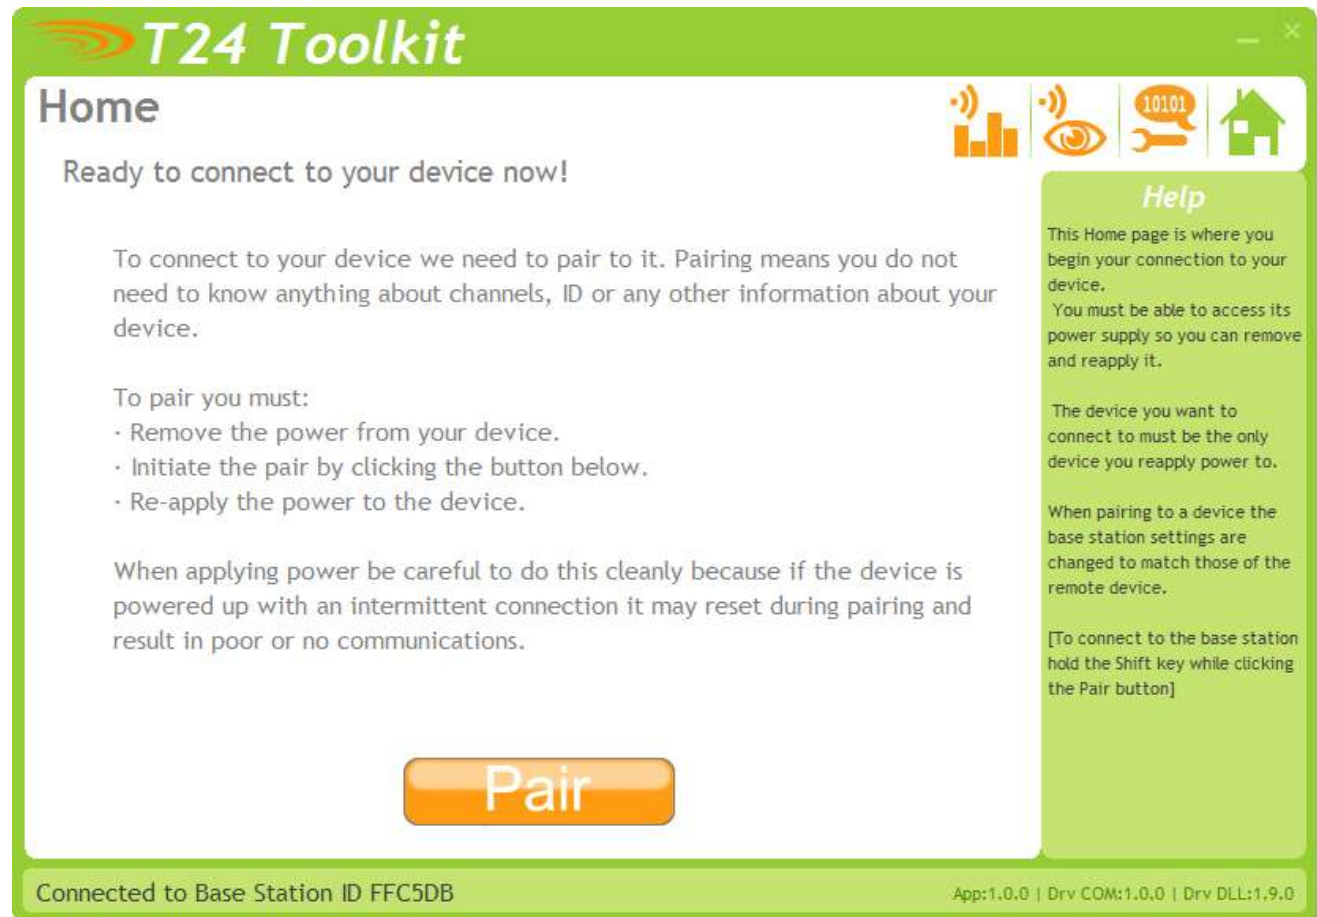 T24 Toolkit
Home
10101
Ready to connect to your device now!
To connect to your device we need to pair to it. Pairing means you do not
need to know anything about channels, ID or any other information about your
device.
To pair you must:
· Remove the power from your device.
· Initiate the pair by clicking the button below.
· Re-apply the power to the device.
When applying power be careful to do this cleanly because if the device is
powered up with an intermittent connection it may reset during pairing and
result in poor or no communications.
Pair
Help
This Home page is where you
begin your connection to your
device.
You must be able to access its
power supply so you can remove
and reapply it.
The device you want to
connect to must be the only
device you reapply power to.
When pairing to a device the
base station settings are
changed to match those of the
remote device.
[To connect to the base station
hold the Shift key while clicking
the Pair button]
Connected to Base Station ID FFC5DB
App:1.0.0 | Drv COM:1.0.0 | Drv DLL:1.9.0